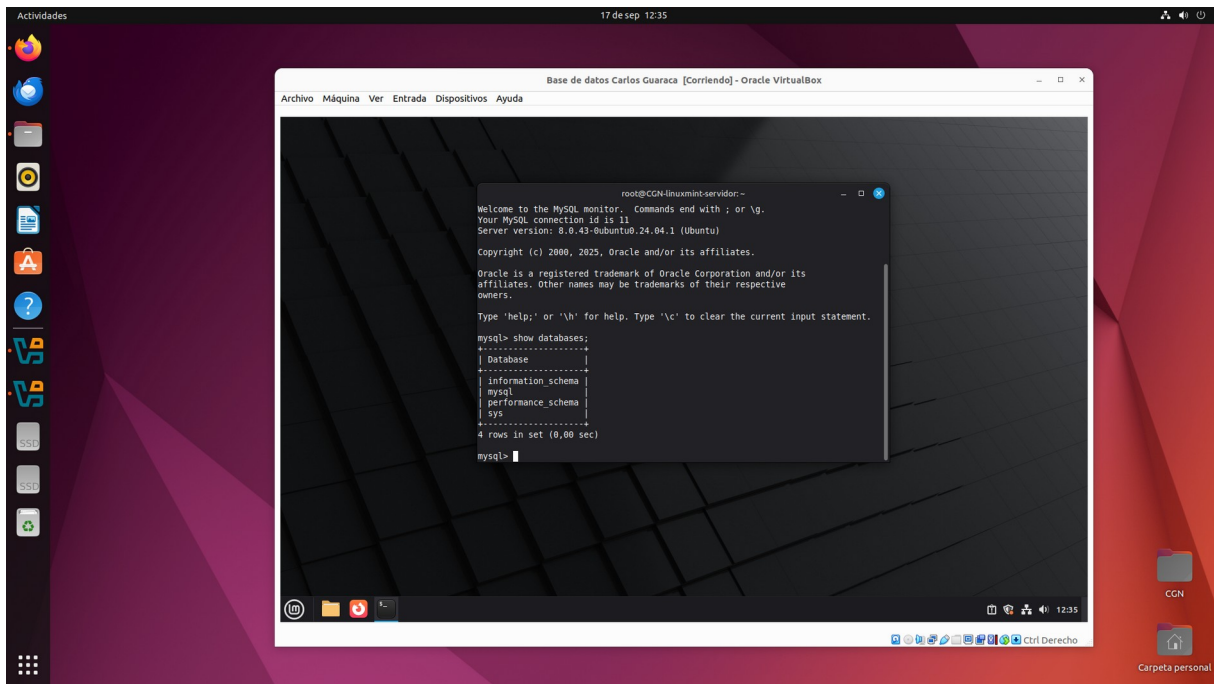 Actividades
17 de sep 12:35
Base de datos Carlos Guaraca [Corriendo] - Oracle VirtualBox
Archivo Máquina Ver Entrada Dispositivos Ayuda
root@CGN-linuxmint-servidor: ~
Welcome to the MySQL monitor.  Commands end with ; or \g.
Your MySQL connection id is 11
Server version: 8.0.43-0ubuntu0.24.04.1 (Ubuntu)
Copyright (c) 2000, 2025, Oracle and/or its affiliates.
Oracle is a registered trademark of Oracle Corporation and/or its
affiliates. Other names may be trademarks of their respective
owners.
Type 'help;' or '\h' for help. Type '\c' to clear the current input statement.
mysql> show databases;
+--------------------+
| Database           |
+--------------------+
| information_schema |
| mysql              |
| performance_schema |
| sys                |
+--------------------+
4 rows in set (0,00 sec)
mysql>
SSD
SSD
CGN
12:35
Ctrl Derecho
Carpeta personal